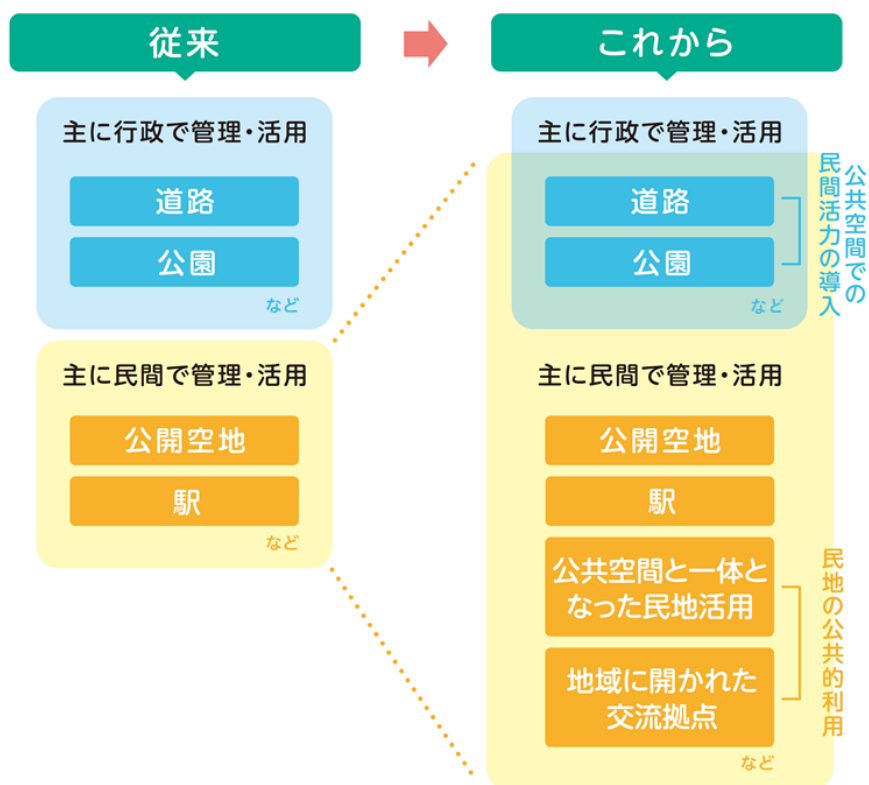 従来
主に行政で管理・活用
道路
公園
など
主に民間で管理・活用
公開空地
駅
など
これから
主に行政で管理・活用
道路
公園
など
公共空間での
民間活力の導入
主に民間で管理・活用
公開空地
駅
公共空間と一体と
なった民地活用
地域に開かれた
交流拠点
など
民地の公共的利用